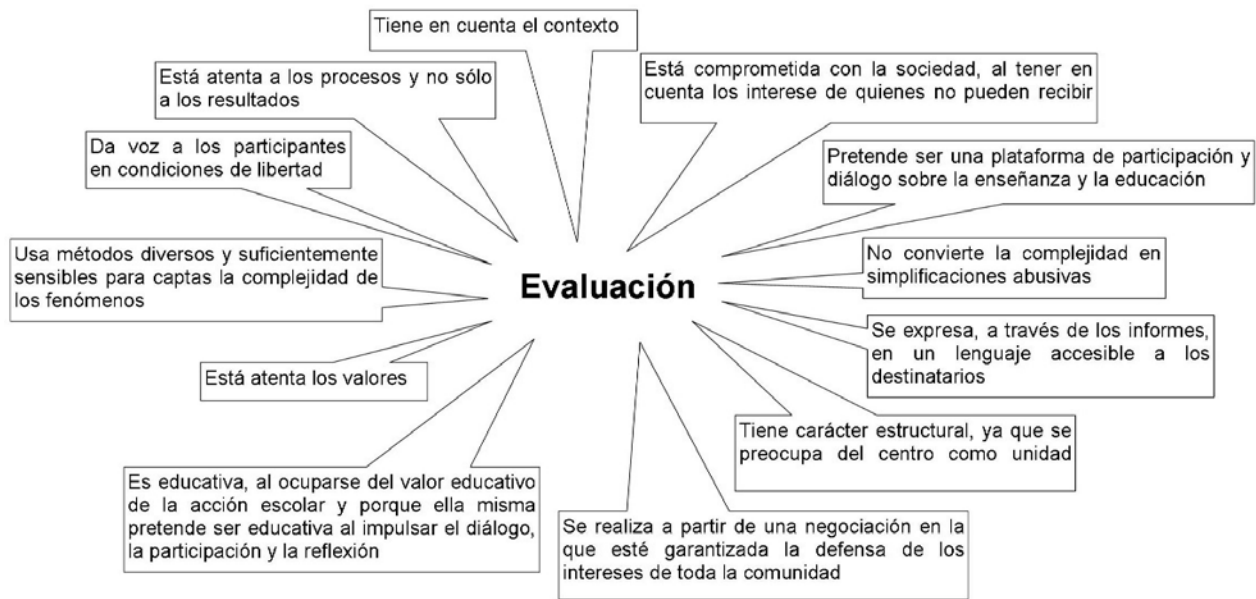 Tiene en cuenta el contexto
Está atenta a los procesos y no sólo
a los resultados
Está comprometida con la sociedad, al tener en
cuenta los interese de quienes no pueden recibir
Da voz a los participantes
en condiciones de libertad
Pretende ser una plataforma de participación y
diálogo sobre la enseñanza y la educación
Usa métodos diversos y suficientemente
sensibles para captas la complejidad de
los fenómenos
No convierte la complejidad en
simplificaciones abusivas
Evaluación
Se expresa, a través de los informes,
en un lenguaje accesible a los
destinatarios
Está atenta los valores
Tiene carácter estructural, ya que se
preocupa del centro como unidad
Es educativa, al ocuparse del valor educativo
de la acción escolar y porque ella misma
pretende ser educativa al impulsar el diálogo,
la participación y la reflexión
Se realiza a partir de una negociación en la
que esté garantizada la defensa de los
intereses de toda la comunidad